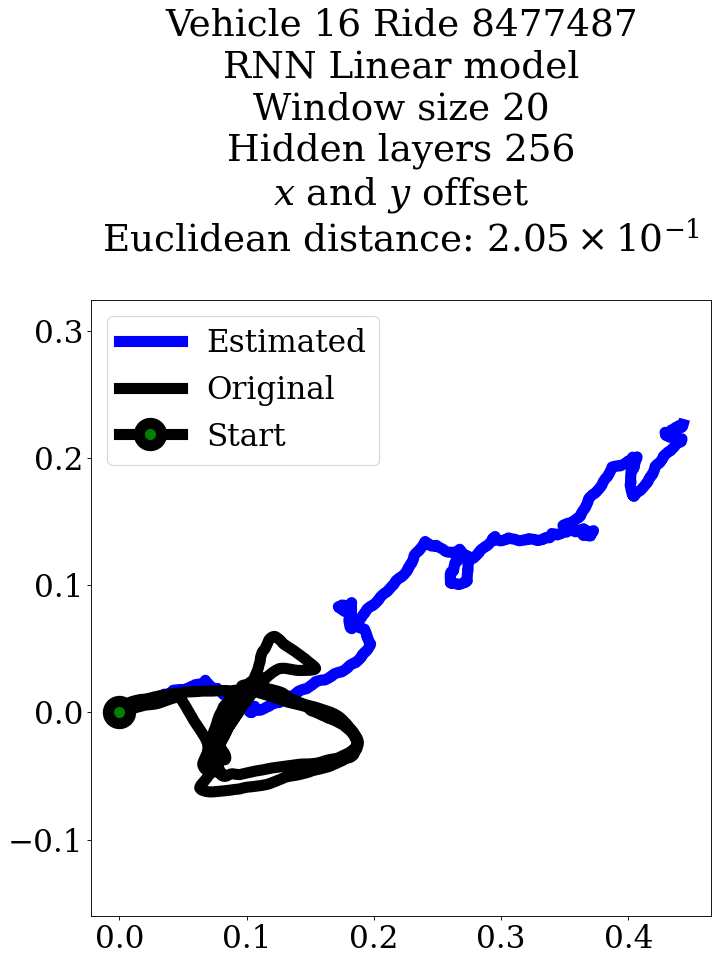 Vehicle 16 Ride 8477487
RNN Linear model
Window size 20
Hidden layers 256
x and y offset
Euclidean distance: 2.05 × 10⁻¹
Estimated
Original
Start
0.3
0.2
0.1
0.0
−0.1
0.0 0.1 0.2 0.3 0.4